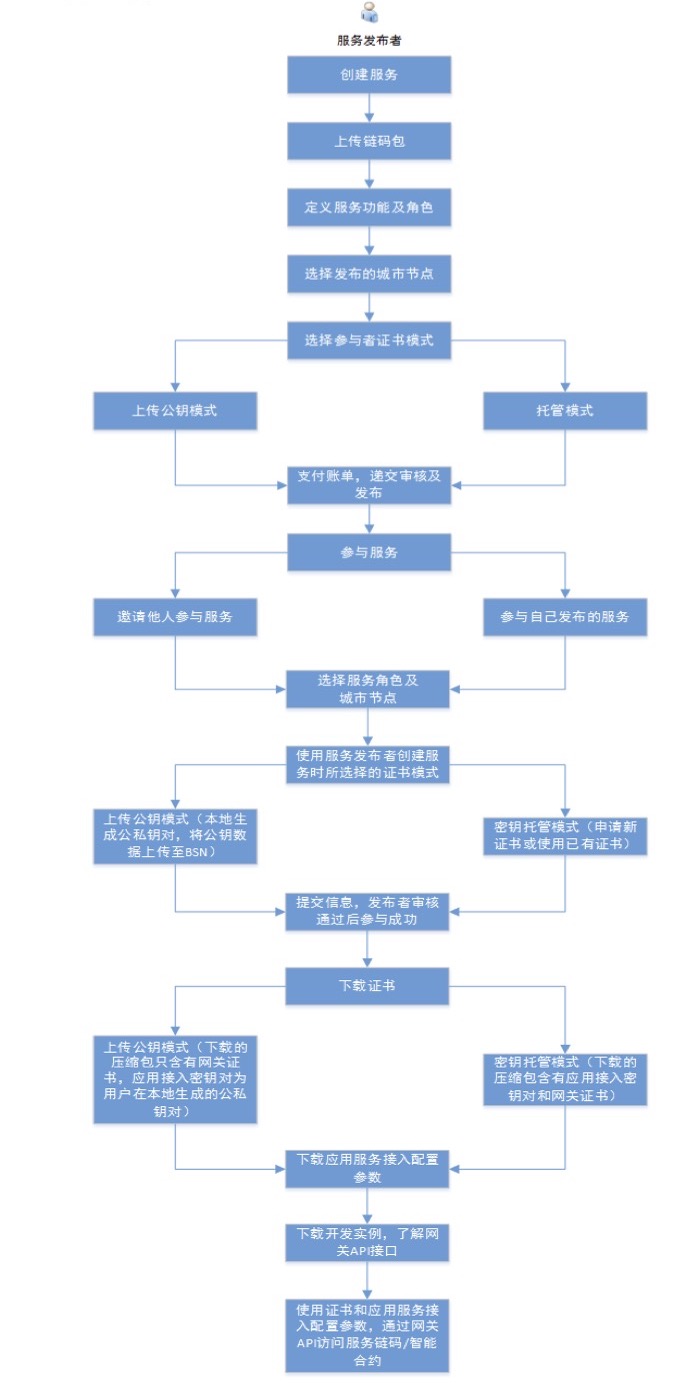 服务发布者
创建服务
上传链码包
定义服务功能及角色
选择发布的城市节点
选择参与者证书模式
上传公钥模式
托管模式
支付账单，递交审核及
发布
参与服务
邀请他人参与服务
参与自己发布的服务
选择服务角色及
城市节点
使用服务发布者创建服
务时所选择的证书模式
上传公钥模式（本地生
成公私钥对，将公钥数
据上传至BSN）
密钥托管模式（申请新
证书或使用已有证书）
提交信息，发布者审核
通过后参与成功
下载证书
上传公钥模式（下载的
压缩包只含有网关证
书，应用接入密钥对为
用户在本地生成的公私
钥对）
密钥托管模式（下载的
压缩包含有应用接入密
钥对和网关证书）
下载应用服务接入配置
参数
下载开发实例，了解网
关API接口
使用证书和应用服务接
入配置参数，通过网关
API访问服务链码/智能
合约